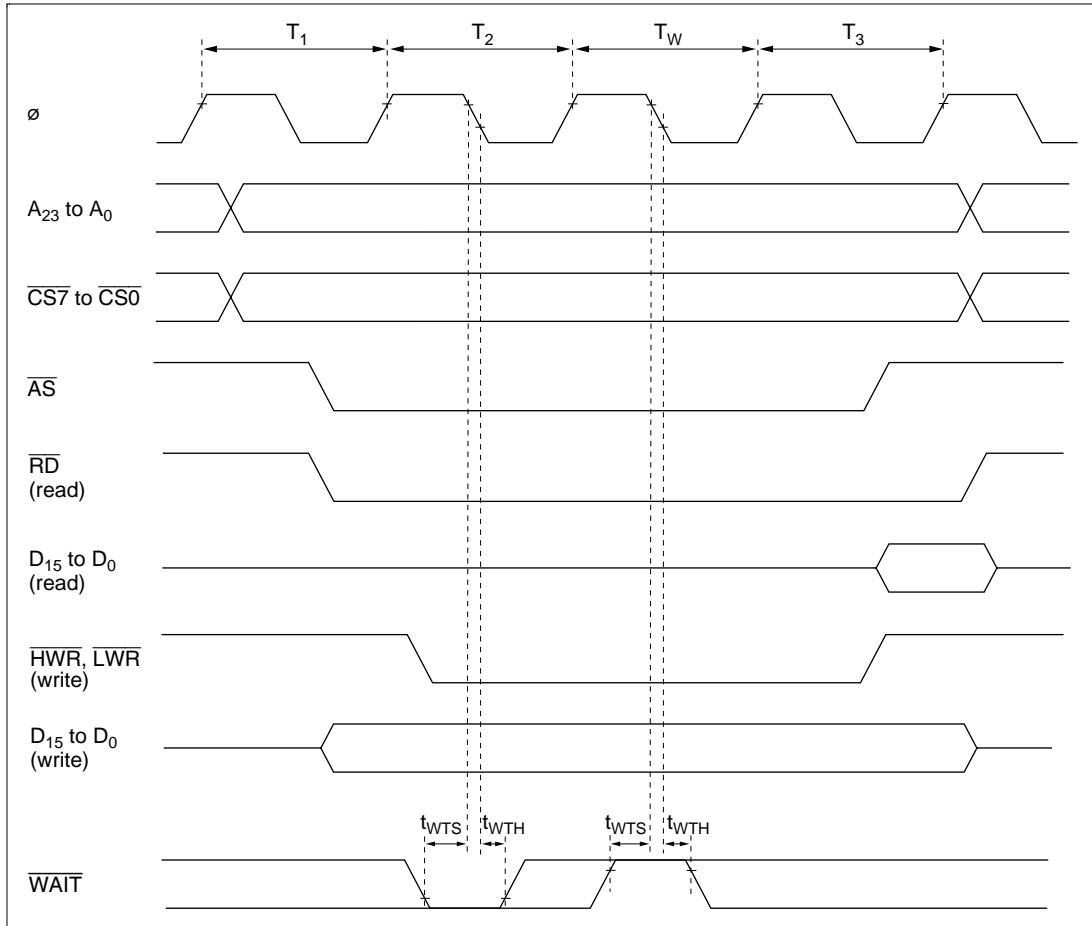 T1 T2 TW T3
ø
A23 to A0
CS7 to CS0
AS
RD
(read)
D15 to D0
(read)
HWR, LWR
(write)
D15 to D0
(write)
tWTS tWTH tWTS tWTH
WAIT